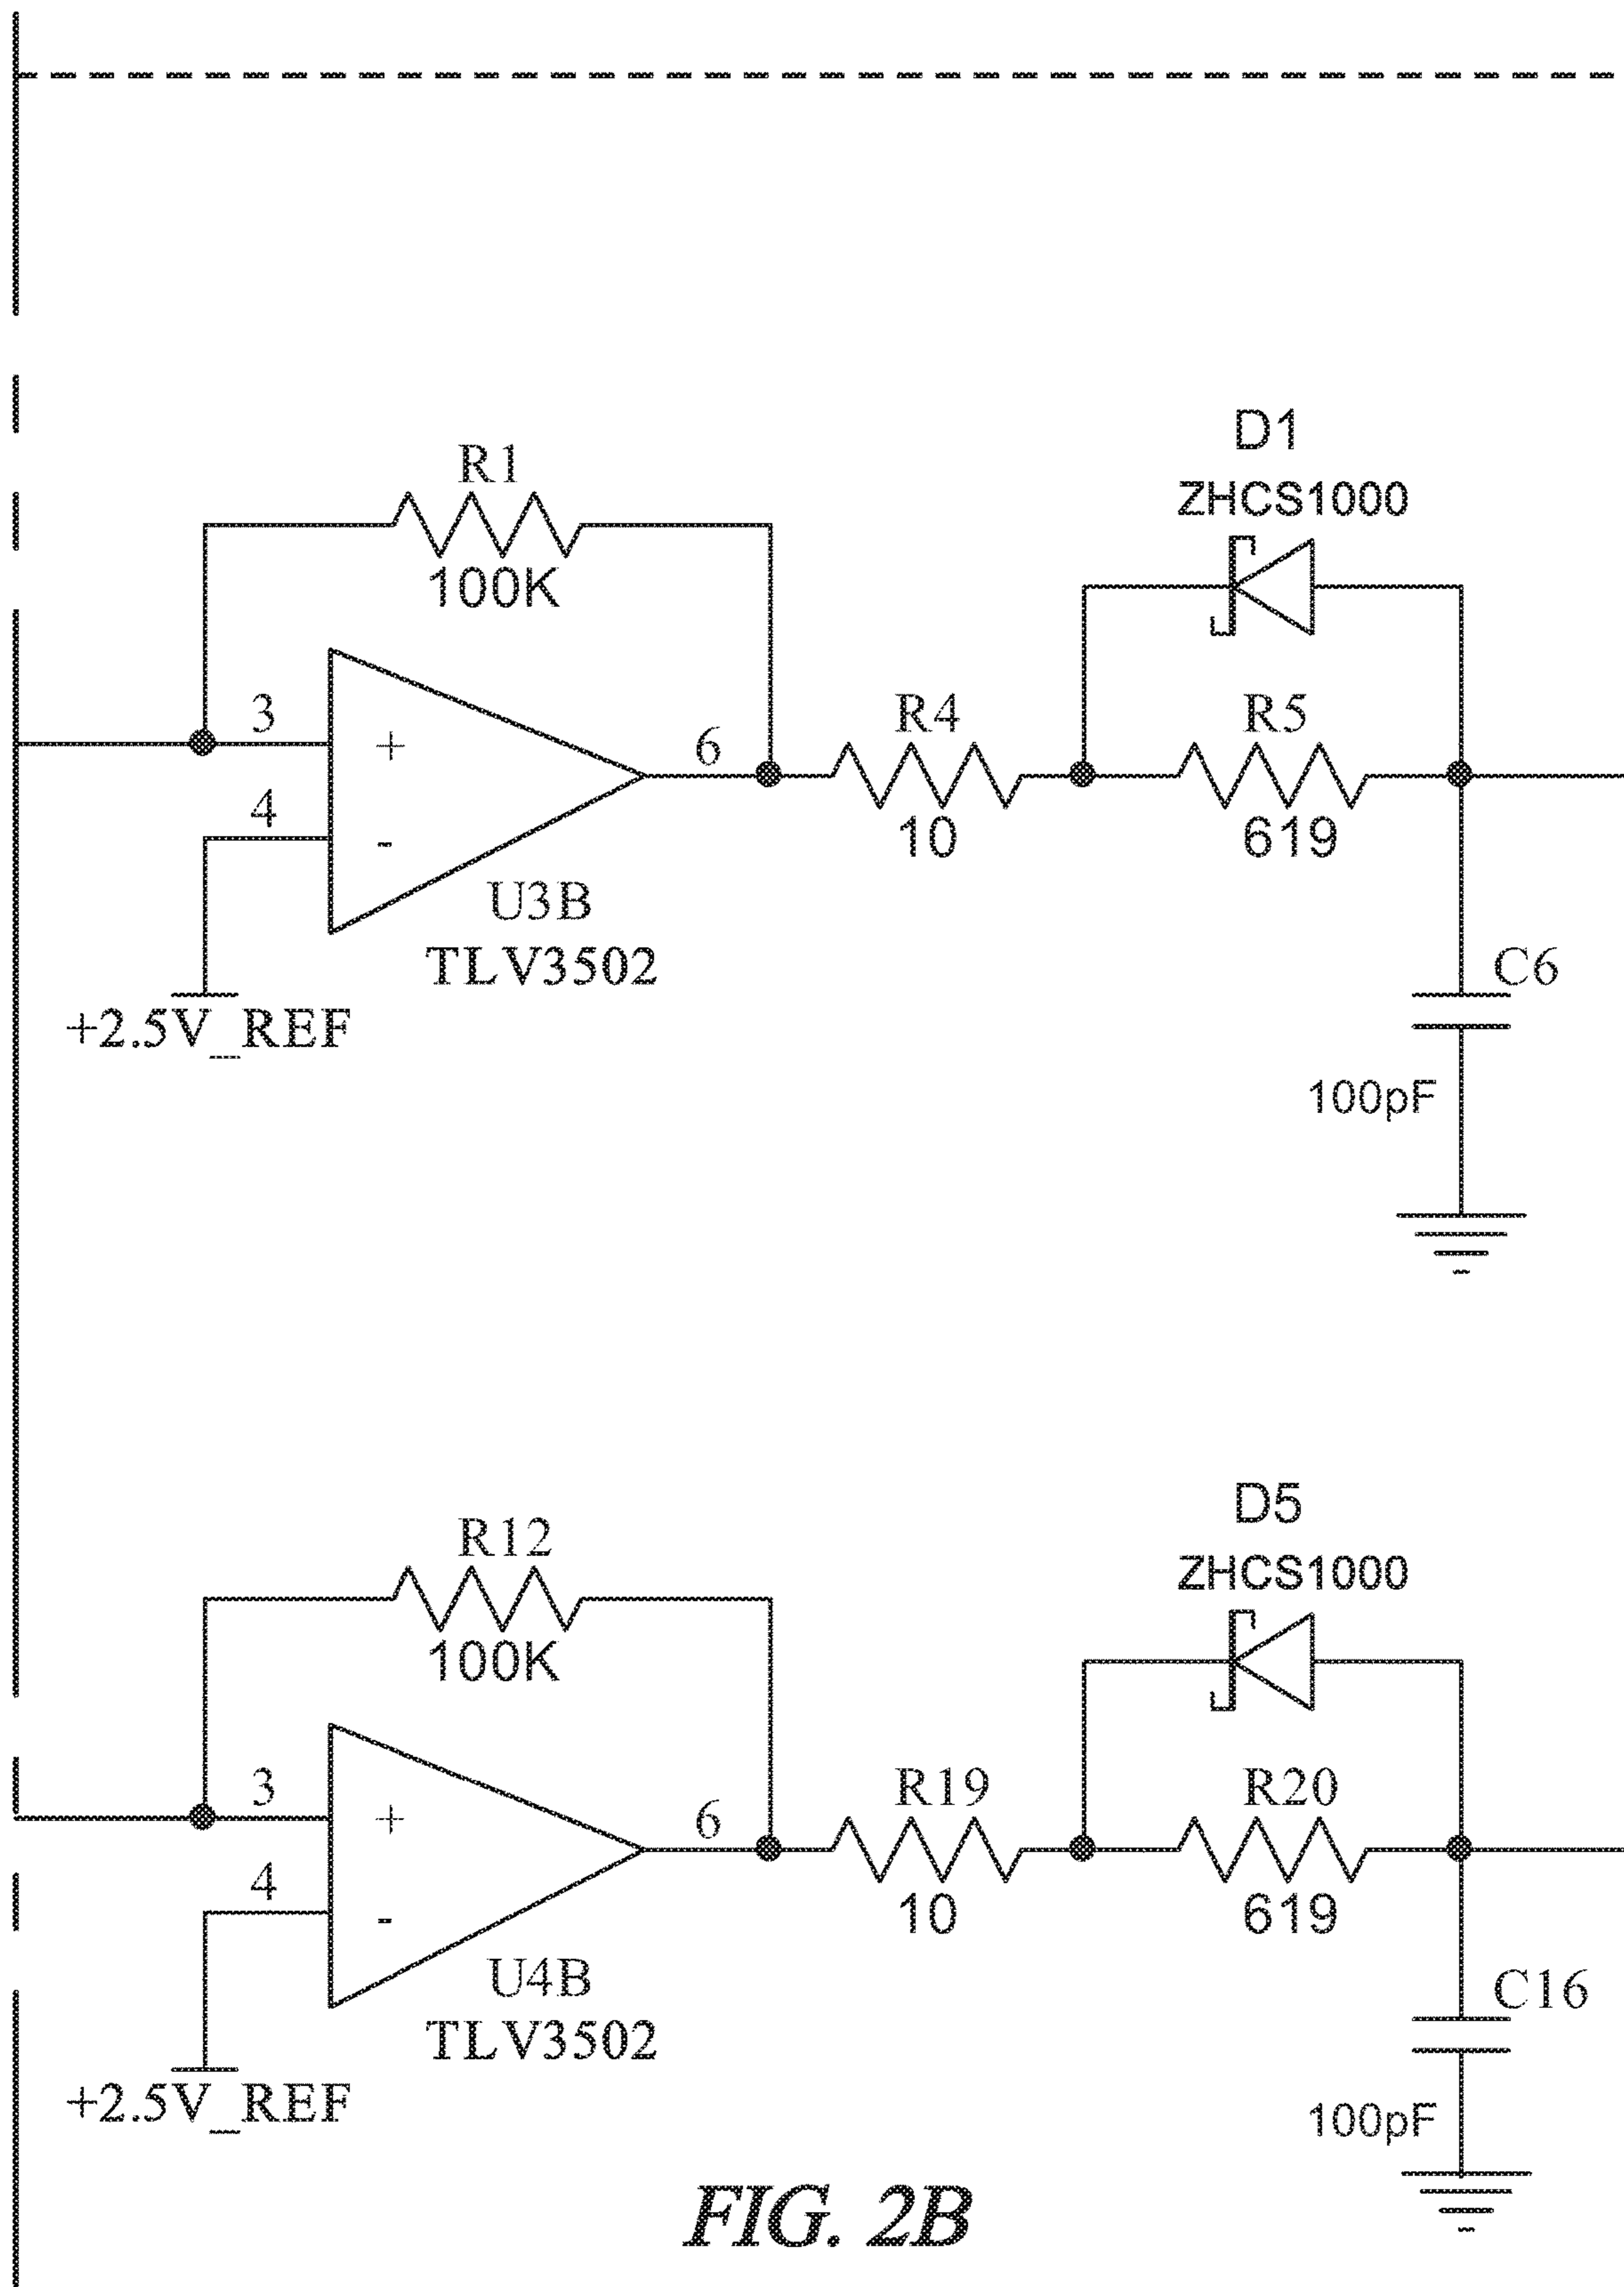 D1
ZHCS1000
R1
100K
3
+
6
R4
10
R5
619
4
-
U3B
TLV3502
+2.5V_REF
C6
100pF
D5
ZHCS1000
R12
100K
3
+
6
R19
10
R20
619
4
-
U4B
TLV3502
+2.5V_REF
C16
100pF
FIG. 2B